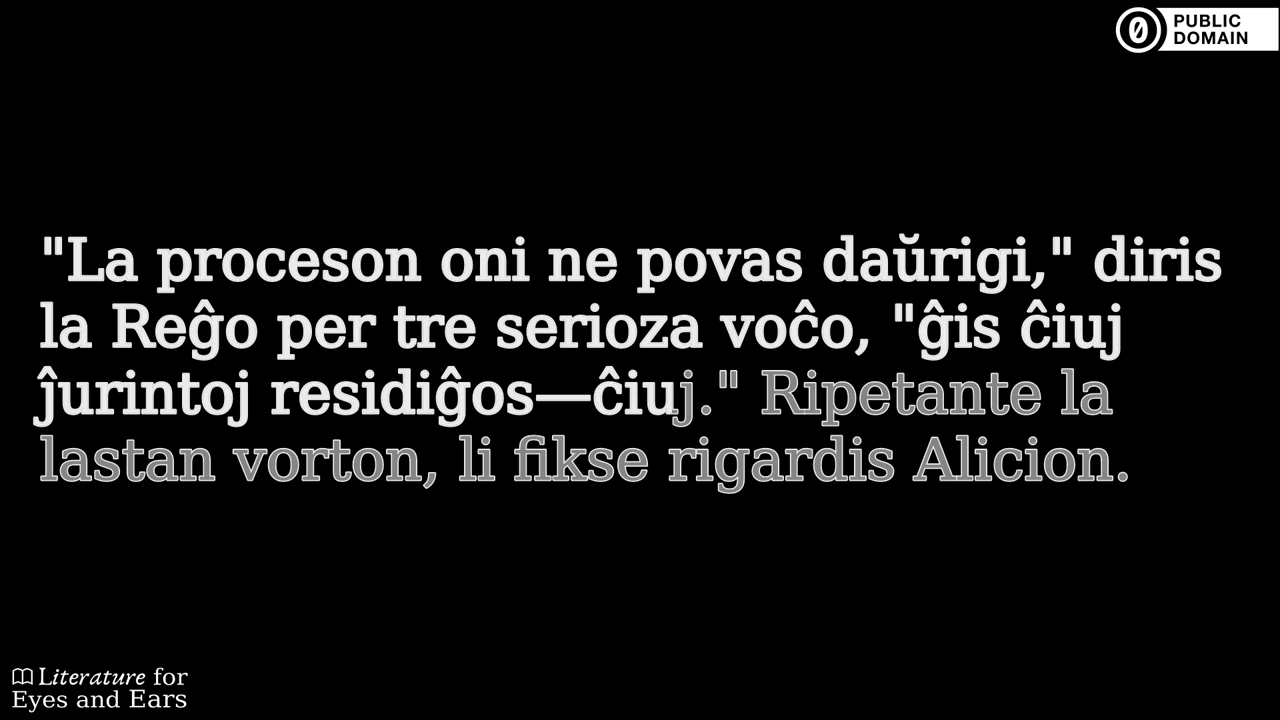 PUBLIC
DOMAIN
"La proceson oni ne povas daŭrigi," diris
la Reĝo per tre serioza voĉo, "ĝis ĉiuj
ĵurintoj residiĝos—ĉiuj." Ripetante la
lastan vorton, li fikse rigardis Alicion.
Literature for
Eyes and Ears